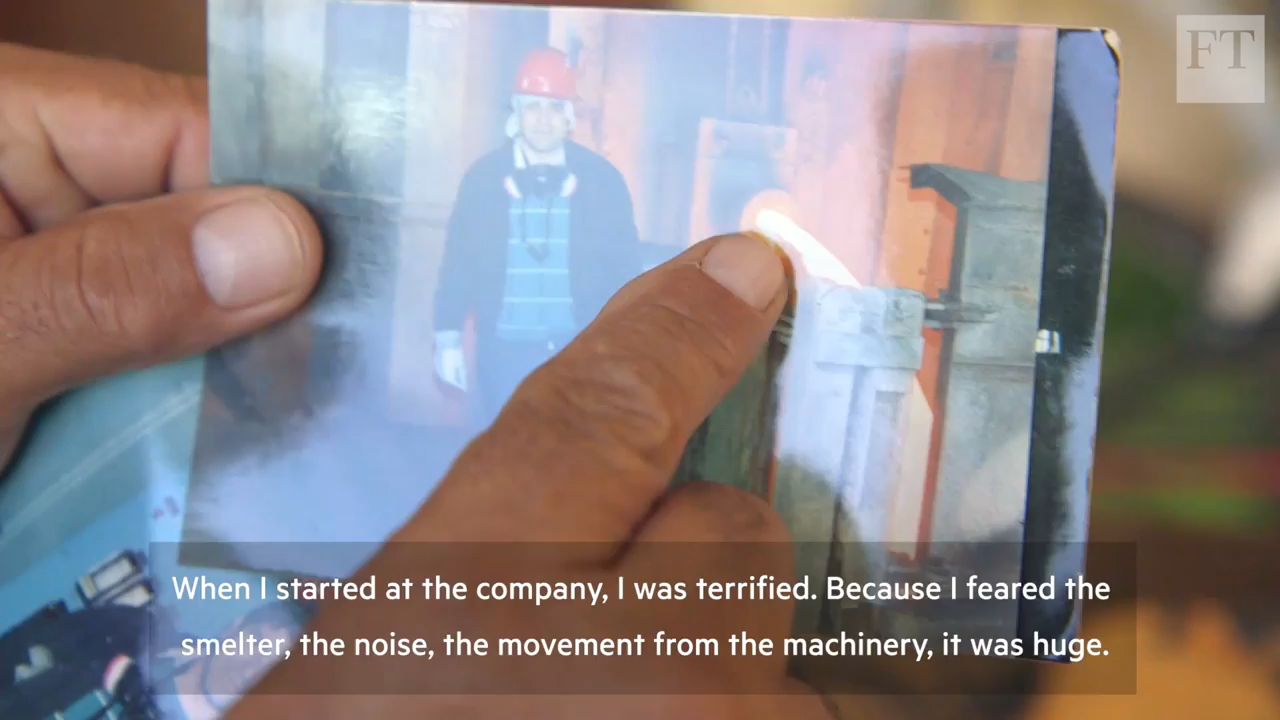 FT
When I started at the company, I was terrified. Because I feared the
smelter, the noise, the movement from the machinery, it was huge.